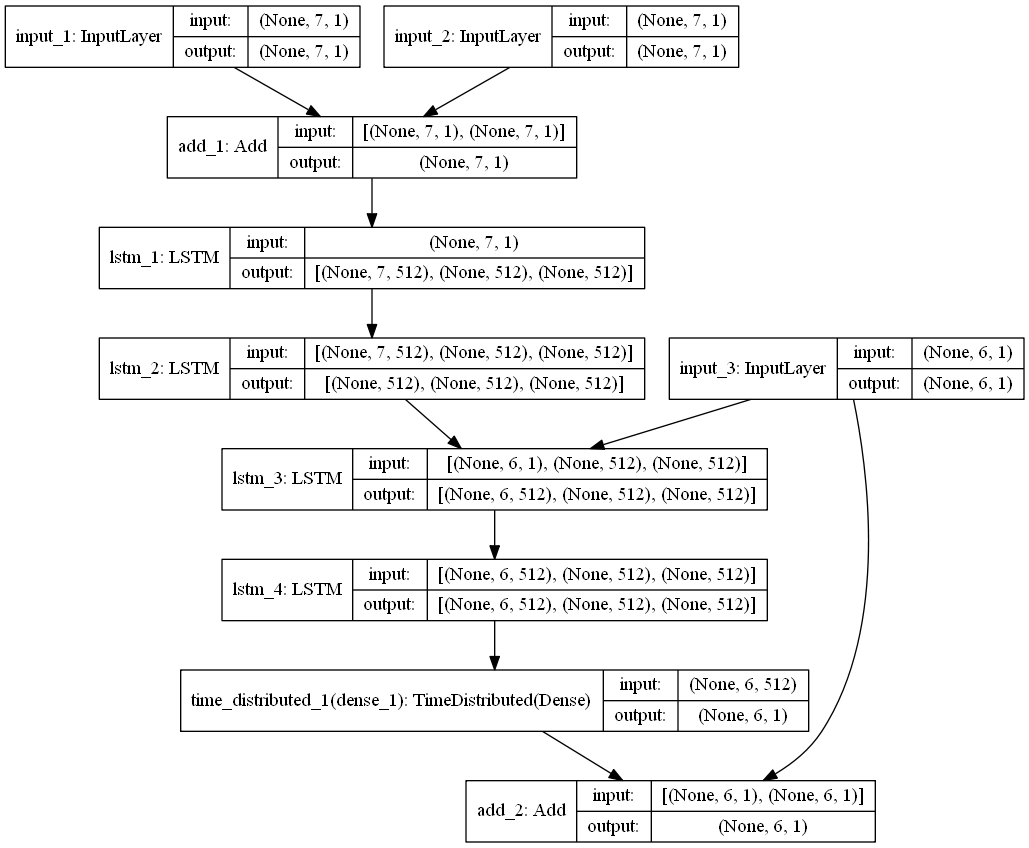 input_1: InputLayer
input:
(None, 7, 1)
output:
(None, 7, 1)
input_2: InputLayer
input:
(None, 7, 1)
output:
(None, 7, 1)
add_1: Add
input:
[(None, 7, 1), (None, 7, 1)]
output:
(None, 7, 1)
lstm_1: LSTM
input:
(None, 7, 1)
output:
[(None, 7, 512), (None, 512), (None, 512)]
lstm_2: LSTM
input:
[(None, 7, 512), (None, 512), (None, 512)]
output:
[(None, 512), (None, 512), (None, 512)]
input_3: InputLayer
input:
(None, 6, 1)
output:
(None, 6, 1)
lstm_3: LSTM
input:
[(None, 6, 1), (None, 512), (None, 512)]
output:
[(None, 6, 512), (None, 512), (None, 512)]
lstm_4: LSTM
input:
[(None, 6, 512), (None, 512), (None, 512)]
output:
[(None, 6, 512), (None, 512), (None, 512)]
time_distributed_1(dense_1): TimeDistributed(Dense)
input:
(None, 6, 512)
output:
(None, 6, 1)
add_2: Add
input:
[(None, 6, 1), (None, 6, 1)]
output:
(None, 6, 1)